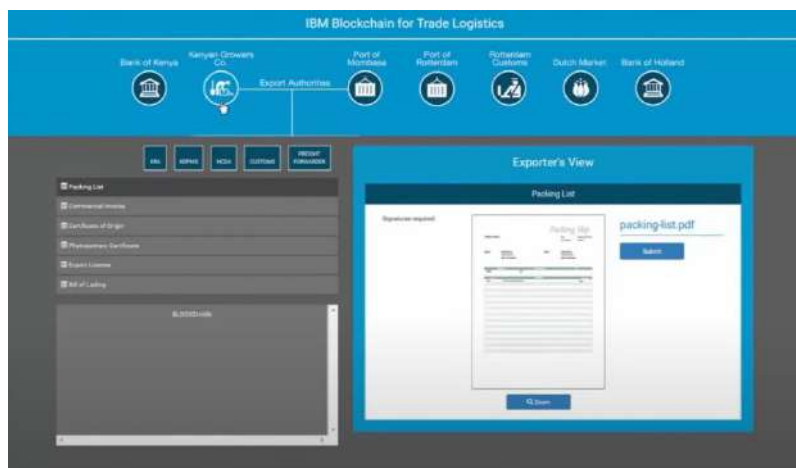 IBM Blockchain for Trade Logistics
Bank of Kenya
Kenyan Growers
Co.
Export Authorities
Port of
Mombasa
Port of
Rotterdam
Rotterdam
Customs
Dutch Market
Bank of Holland
KRA
KEPHIS
HCDA
CUSTOMS
FREIGHT
FORWARDER
Packing List
Commercial Invoice
Certificate of Origin
Phytosanitary Certificate
Export License
Bill of Lading
Exporter's View
Packing List
Signatures required:
Packing Slip
packing-list.pdf
Submit
Zoom